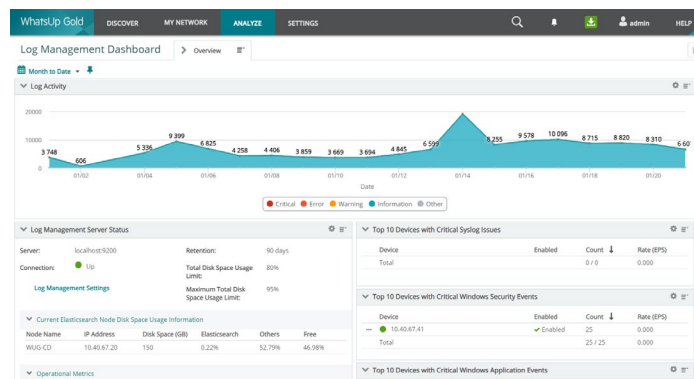 WhatsUp Gold DISCOVER MY NETWORK ANALYZE SETTINGS admin HELP
Log Management Dashboard Overview
Month to Date
Log Activity
20000
10000
0
3 748 606 5 336 9 399 6 825 4 258 4 406 3 859 3 669 3 694 4 845 6 599 8 255 9 578 10 096 8 715 8 820 8 310 6 60
01/02 01/04 01/06 01/08 01/10 01/12 01/14 01/16 01/18 01/20
Date
Critical Error Warning Information Other
Log Management Server Status
Server: localhost:9200 Retention: 90 days
Connection: Up Total Disk Space Usage Limit: 80%
Log Management Settings Maximum Total Disk Space Usage Limit: 95%
Current Elasticsearch Node Disk Space Usage Information
Node Name IP Address Disk Space (GB) Elasticsearch Others Free
WUG-CD 10.40.67.20 150 0.22% 52.79% 46.98%
Operational Metrics
Top 10 Devices with Critical Syslog Issues
Device Enabled Count Rate (EPS)
Total 0 / 0 0.000
Top 10 Devices with Critical Windows Security Events
Device Enabled Count Rate (EPS)
10.40.67.41 Enabled 25 0.000
Total 25 / 25 0.000
Top 10 Devices with Critical Windows Application Events